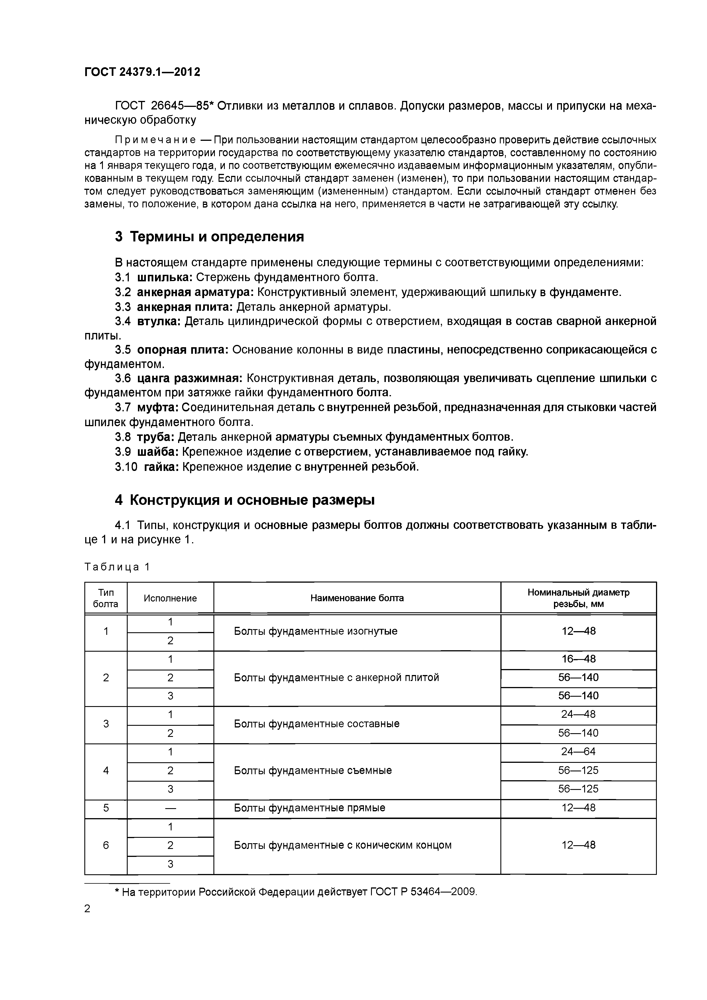 ГОСТ 24379.1—2012
ГОСТ 26645—85* Отливки из металлов и сплавов. Допуски размеров, массы и припуски на меха-
ническую обработку
Примечание — При пользовании настоящим стандартом целесообразно проверить действие ссылочных
стандартов на территории государства по соответствующему указателю стандартов, составленному по состоянию
на 1 января текущего года, и по соответствующим ежемесячно издаваемым информационным указателям, опубли-
кованным в текущем году. Если ссылочный стандарт заменен (изменен), то при пользовании настоящим стандар-
том следует руководствоваться заменяющим (измененным) стандартом. Если ссылочный стандарт отменен без
замены, то положение, в котором дана ссылка на него, применяется в части не затрагивающей эту ссылку.
3 Термины и определения
В настоящем стандарте применены следующие термины с соответствующими определениями:
3.1 шпилька: Стержень фундаментного болта.
3.2 анкерная арматура: Конструктивный элемент, удерживающий шпильку в фундаменте.
3.3 анкерная плита: Деталь анкерной арматуры.
3.4 втулка: Деталь цилиндрической формы с отверстием, входящая в состав сварной анкерной
плиты.
3.5 опорная плита: Основание колонны в виде пластины, непосредственно соприкасающейся с
фундаментом.
3.6 цанга разжимная: Конструктивная деталь, позволяющая увеличивать сцепление шпильки с
фундаментом при затяжке гайки фундаментного болта.
3.7 муфта: Соединительная деталь с внутренней резьбой, предназначенная для стыковки частей
шпилек фундаментного болта.
3.8 труба: Деталь анкерной арматуры съемных фундаментных болтов.
3.9 шайба: Крепежное изделие с отверстием, устанавливаемое под гайку.
3.10 гайка: Крепежное изделие с внутренней резьбой.
4 Конструкция и основные размеры
4.1 Типы, конструкция и основные размеры болтов должны соответствовать указанным в табли-
це 1 и на рисунке 1.
Таблица 1
Тип болта Исполнение Наименование болта Номинальный диаметр резьбы, мм
1 1 Болты фундаментные изогнутые 12—48
2
2 1 Болты фундаментные с анкерной плитой 16—48
2 56—140
3 56—140
3 1 Болты фундаментные составные 24—48
2 56—140
4 1 Болты фундаментные съемные 24—64
2 56—125
3 56—125
5 — Болты фундаментные прямые 12—48
6 1 Болты фундаментные с коническим концом 12—48
2
3
* На территории Российской Федерации действует ГОСТ Р 53464—2009.
2